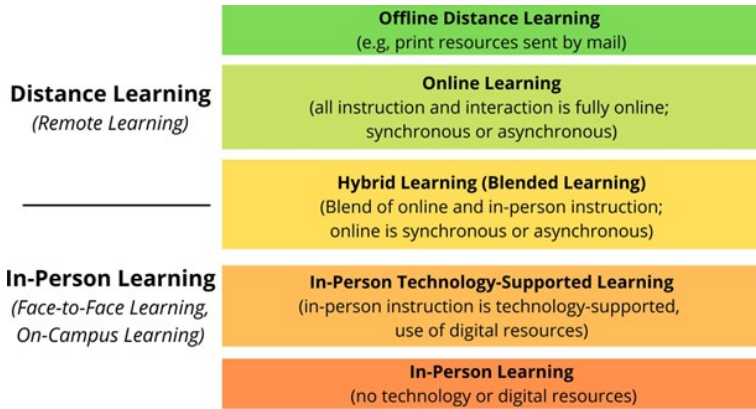 Offline Distance Learning
(e.g, print resources sent by mail)
Distance Learning
(Remote Learning)
Online Learning
(all instruction and interaction is fully online;
synchronous or asynchronous)
Hybrid Learning (Blended Learning)
(Blend of online and in-person instruction;
online is synchronous or asynchronous)
In-Person Learning
(Face-to-Face Learning,
On-Campus Learning)
In-Person Technology-Supported Learning
(in-person instruction is technology-supported,
use of digital resources)
In-Person Learning
(no technology or digital resources)